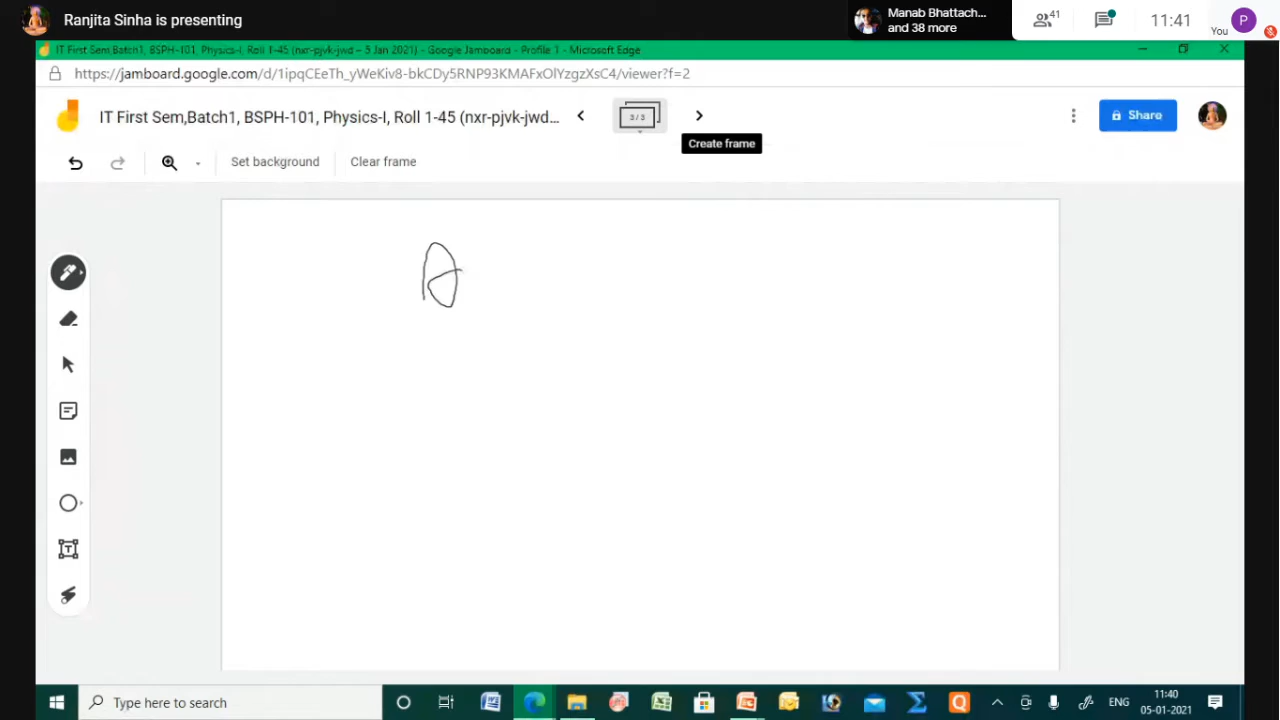 Ranjita Sinha is presenting
Manab Bhattach...
and 38 more
41
11:41
P
You
IT First Sem,Batch1, BSPH-101, Physics-I, Roll 1-45 (nxr-pjvk-jwd – 5 Jan 2021) - Google Jamboard - Profile 1 - Microsoft Edge
https://jamboard.google.com/d/1ipqCEeTh_yWeKiv8-bkCDy5RNP93KMAFxOlYzgzXsC4/viewer?f=2
IT First Sem,Batch1, BSPH-101, Physics-I, Roll 1-45 (nxr-pjvk-jwd...
3 / 3
Share
Create frame
Set background
Clear frame
Type here to search
ENG
11:40
05-01-2021